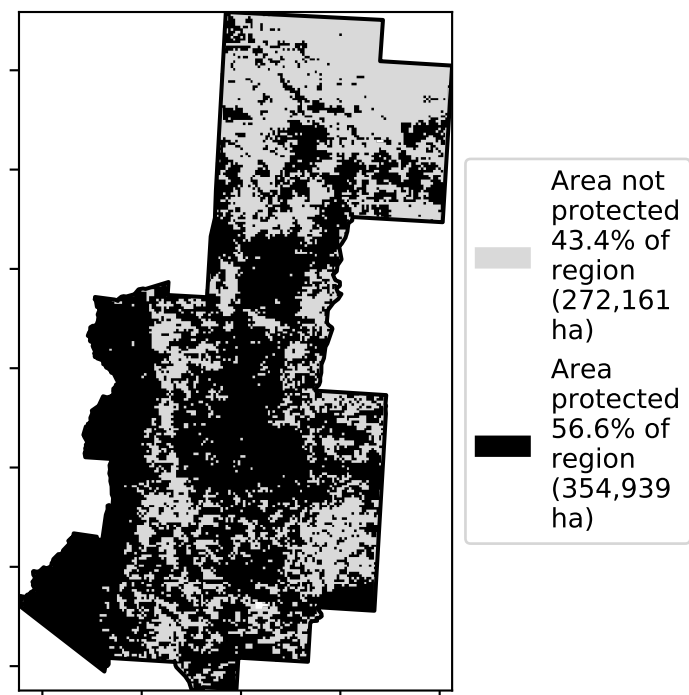 Area not
protected
43.4% of
region
(272,161
ha)
Area
protected
56.6% of
region
(354,939
ha)